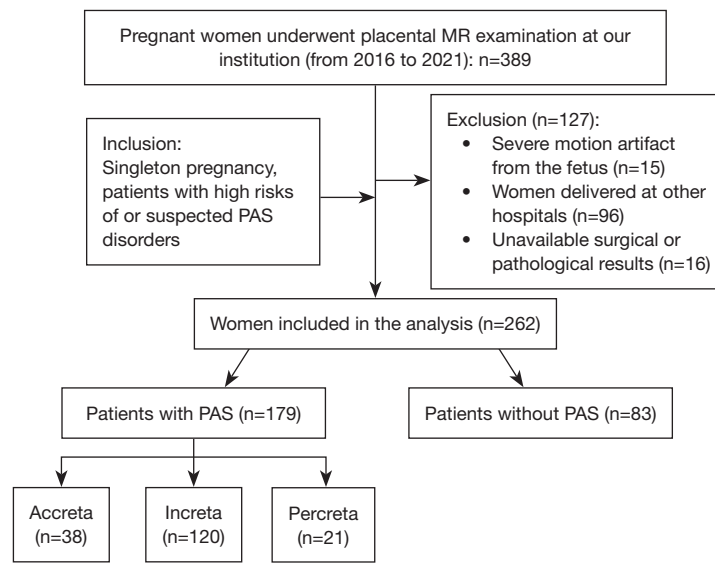 Pregnant women underwent placental MR examination at our
institution (from 2016 to 2021): n=389
Inclusion:
Singleton pregnancy,
patients with high risks
of or suspected PAS
disorders
Exclusion (n=127):
• Severe motion artifact
from the fetus (n=15)
• Women delivered at other
hospitals (n=96)
• Unavailable surgical or
pathological results (n=16)
Women included in the analysis (n=262)
Patients with PAS (n=179)
Patients without PAS (n=83)
Accreta
(n=38)
Increta
(n=120)
Percreta
(n=21)